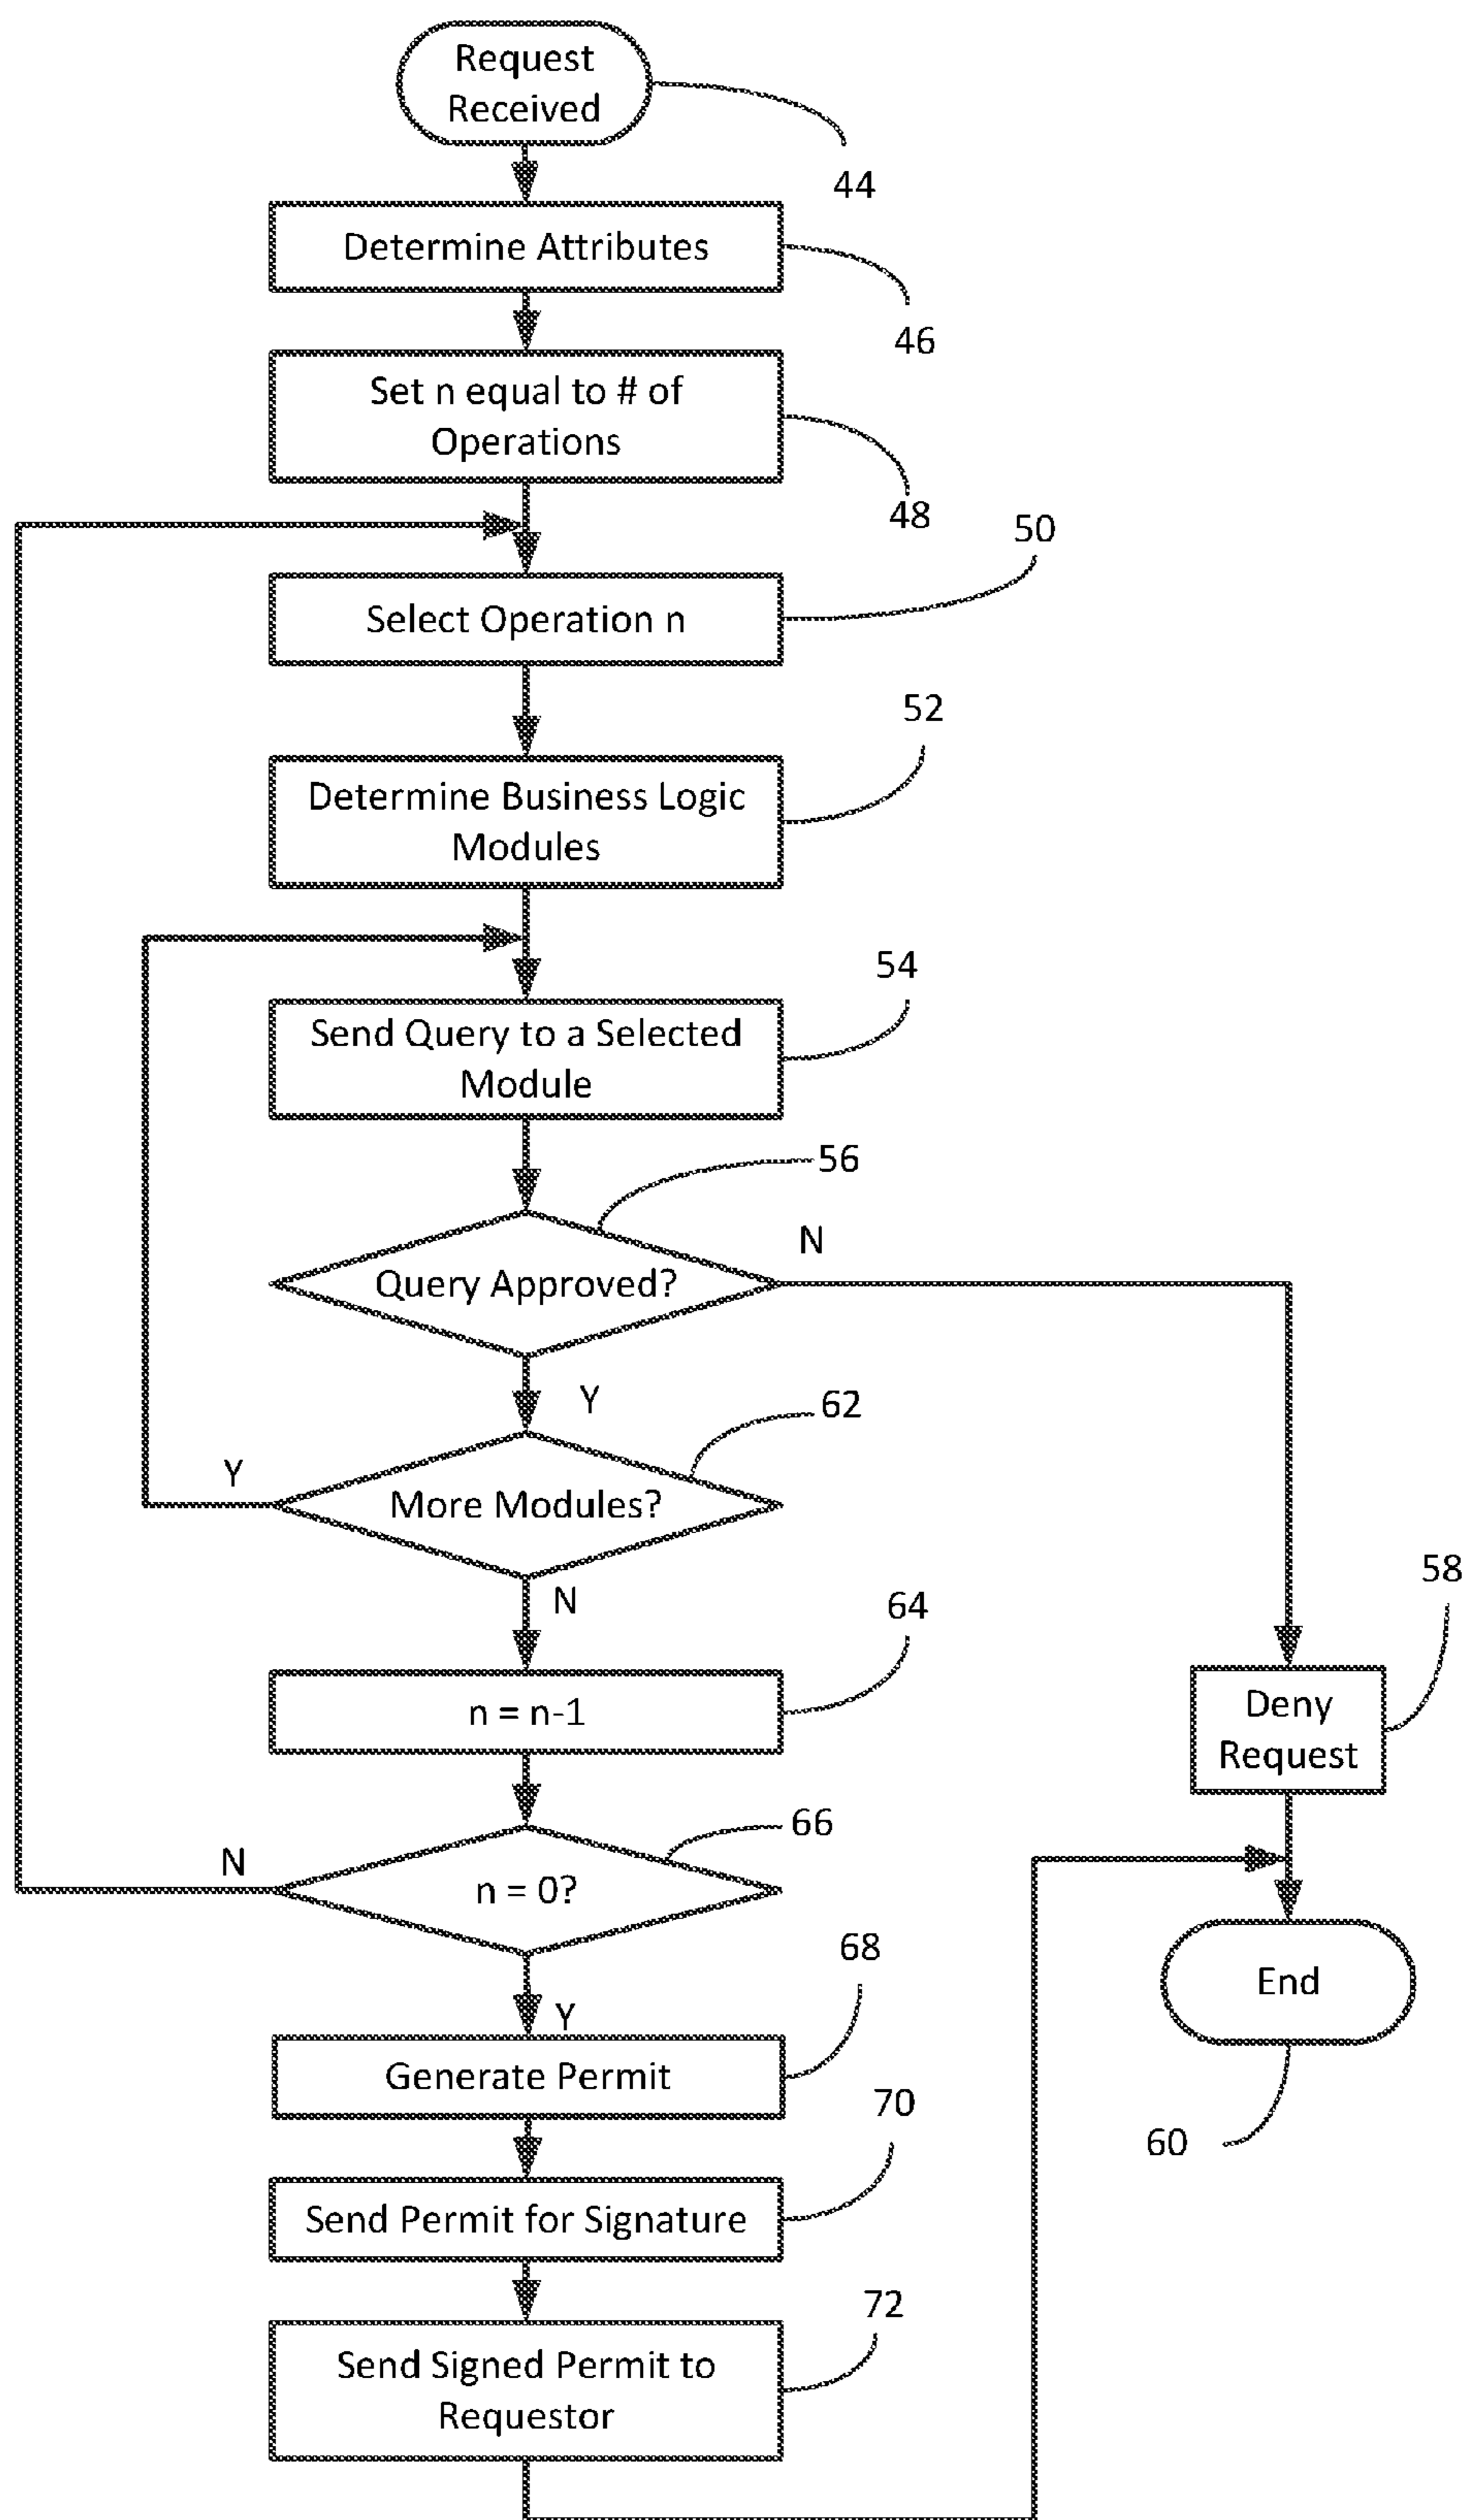 Request
Received
44
Determine Attributes
46
Set n equal to # of
Operations
48
50
Select Operation n
52
Determine Business Logic
Modules
54
Send Query to a Selected
Module
56
N
Query Approved?
Y
62
Y
More Modules?
N
64
58
n = n-1
Deny
Request
66
N
n = 0?
68
End
Y
Generate Permit
70
60
Send Permit for Signature
72
Send Signed Permit to
Requestor